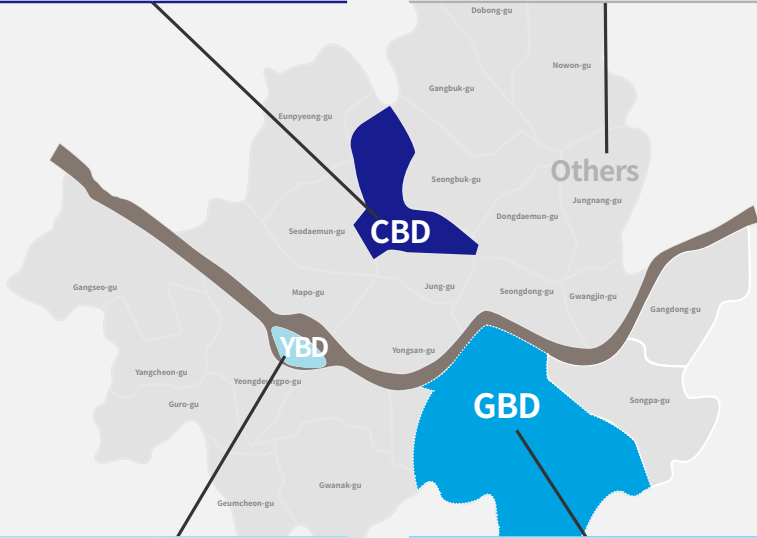 Dobong-gu
Nowon-gu
Gangbuk-gu
Eunpyeong-gu
Others
Seongbuk-gu
Jungnang-gu
Dongdaemun-gu
Seodaemun-gu
CBD
Gangseo-gu
Mapo-gu
Jung-gu
Seongdong-gu
Gwangjin-gu
Gangdong-gu
YBD
Yongsan-gu
Yangcheon-gu
Yeongdeungpo-gu
Guro-gu
GBD
Songpa-gu
Gwanak-gu
Geumcheon-gu